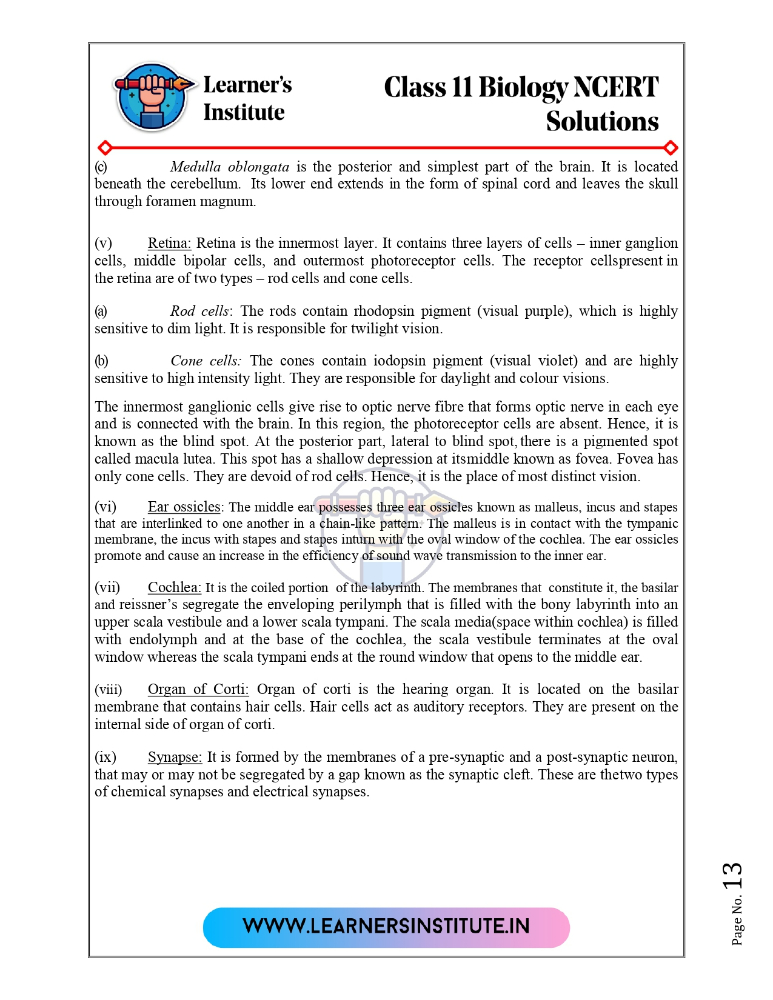 Learner's
Institute
Class 11 Biology NCERT
Solutions
(c) Medulla oblongata is the posterior and simplest part of the brain. It is located
beneath the cerebellum. Its lower end extends in the form of spinal cord and leaves the skull
through foramen magnum.
(v) Retina: Retina is the innermost layer. It contains three layers of cells – inner ganglion
cells, middle bipolar cells, and outermost photoreceptor cells. The receptor cellspresent in
the retina are of two types – rod cells and cone cells.
(a) Rod cells: The rods contain rhodopsin pigment (visual purple), which is highly
sensitive to dim light. It is responsible for twilight vision.
(b) Cone cells: The cones contain iodopsin pigment (visual violet) and are highly
sensitive to high intensity light. They are responsible for daylight and colour visions.
The innermost ganglionic cells give rise to optic nerve fibre that forms optic nerve in each eye
and is connected with the brain. In this region, the photoreceptor cells are absent. Hence, it is
known as the blind spot. At the posterior part, lateral to blind spot, there is a pigmented spot
called macula lutea. This spot has a shallow depression at itsmiddle known as fovea. Fovea has
only cone cells. They are devoid of rod cells. Hence, it is the place of most distinct vision.
(vi) Ear ossicles: The middle ear possesses three ear ossicles known as malleus, incus and stapes
that are interlinked to one another in a chain-like pattern. The malleus is in contact with the tympanic
membrane, the incus with stapes and stapes inturn with the oval window of the cochlea. The ear ossicles
promote and cause an increase in the efficiency of sound wave transmission to the inner ear.
(vii) Cochlea: It is the coiled portion of the labyrinth. The membranes that constitute it, the basilar
and reissner's segregate the enveloping perilymph that is filled with the bony labyrinth into an
upper scala vestibule and a lower scala tympani. The scala media(space within cochlea) is filled
with endolymph and at the base of the cochlea, the scala vestibule terminates at the oval
window whereas the scala tympani ends at the round window that opens to the middle ear.
(viii) Organ of Corti: Organ of corti is the hearing organ. It is located on the basilar
membrane that contains hair cells. Hair cells act as auditory receptors. They are present on the
internal side of organ of corti.
(ix) Synapse: It is formed by the membranes of a pre-synaptic and a post-synaptic neuron,
that may or may not be segregated by a gap known as the synaptic cleft. These are thetwo types
of chemical synapses and electrical synapses.
WWW.LEARNERSINSTITUTE.IN
Page No. 13